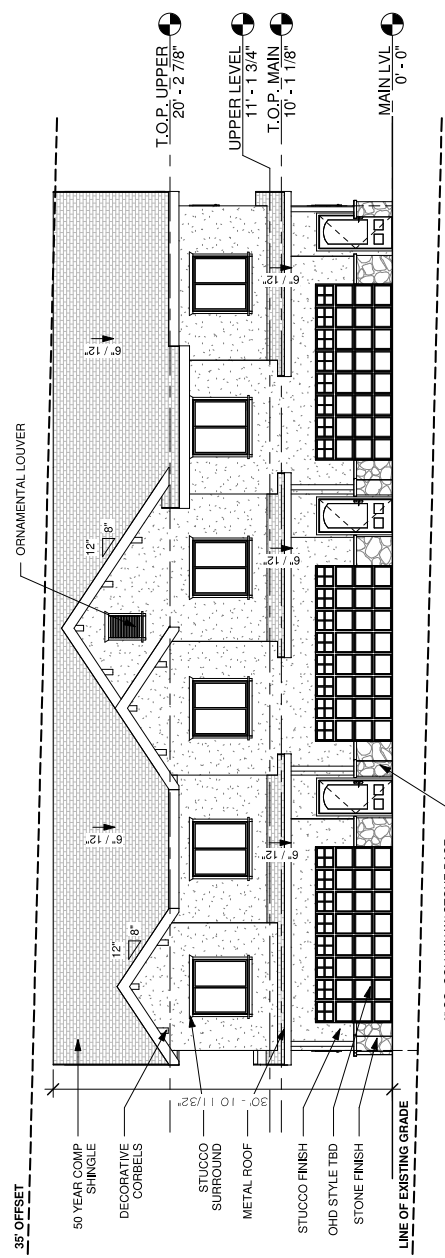 35' OFFSET
ORNAMENTAL LOUVER
T.O.P. UPPER
20' - 2 7/8"
UPPER LEVEL
11' - 1 3/4"
T.O.P. MAIN
10' - 1 1/8"
MAIN LVL
0' - 0"
50 YEAR COMP
SHINGLE
DECORATIVE
CORBELS
STUCCO
SURROUND
METAL ROOF
STUCCO FINISH
OHD STYLE TBD
STONE FINISH
LINE OF EXISTING GRADE
30' - 10 11/32"
12"
8"
12"
8"
6" / 12"
6" / 12"
6" / 12"
6" / 12"
6" / 12"